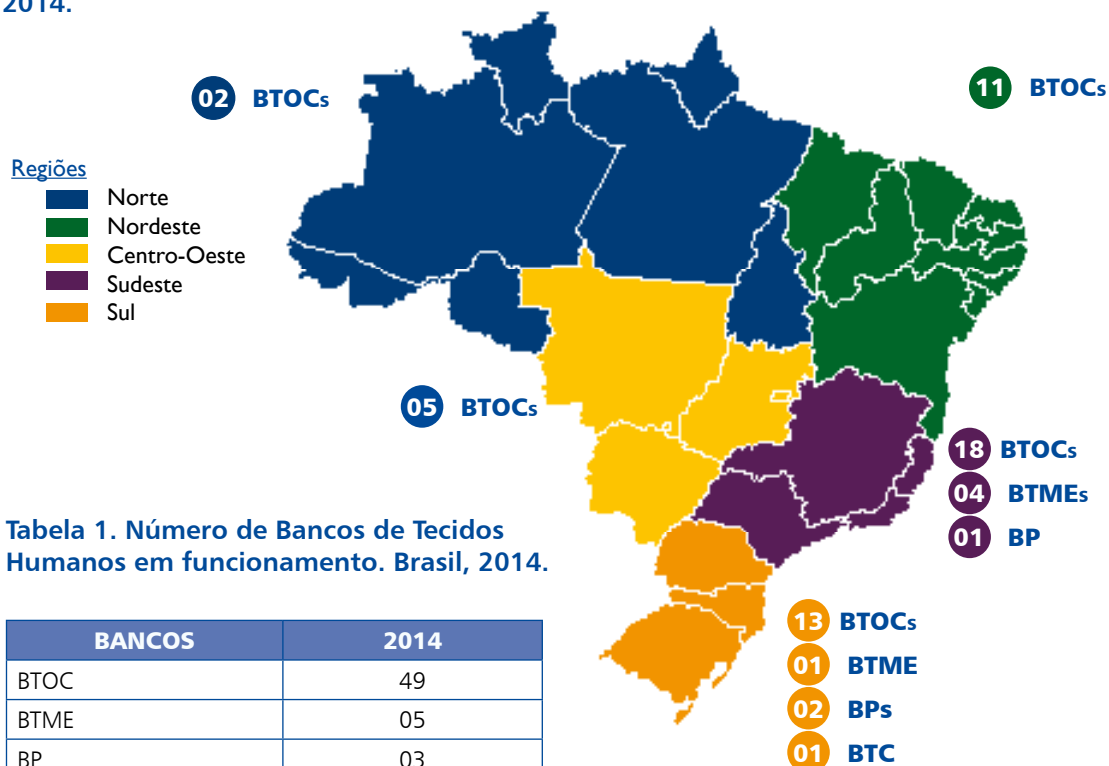 2014.
02 BTOCs
11 BTOCs
Regiões
Norte
Nordeste
Centro-Oeste
Sudeste
Sul
05 BTOCs
18 BTOCs
04 BTMEs
01 BP
Tabela 1. Número de Bancos de Tecidos
Humanos em funcionamento. Brasil, 2014.
BANCOS 2014
BTOC 49
BTME 05
BP 03
13 BTOCs
01 BTME
02 BPs
01 BTC